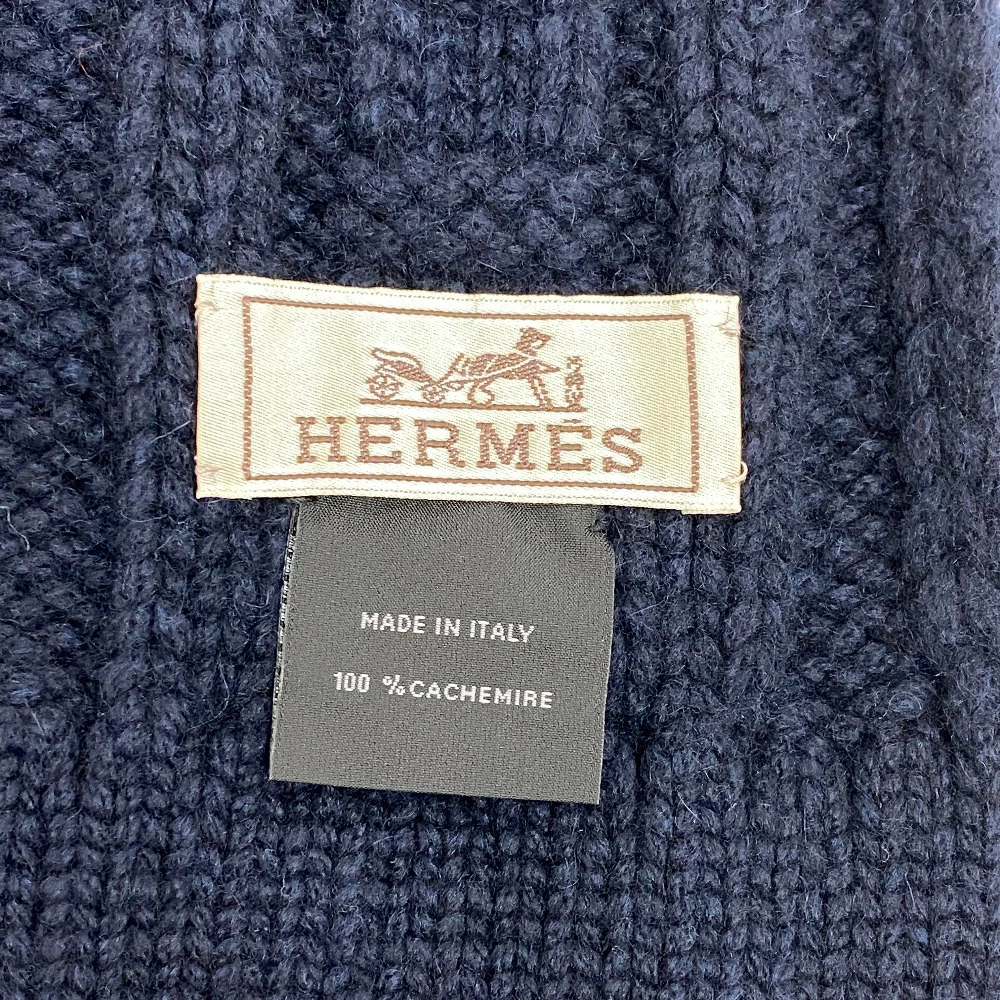 HERMÈS
MADE IN ITALY
100 % CACHEMIRE